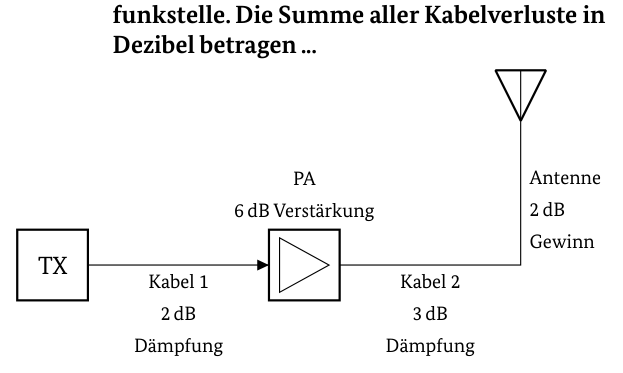 funkstelle. Die Summe aller Kabelverluste in
Dezibel betragen ...
PA
6 dB Verstärkung
Antenne
2 dB
Gewinn
TX
Kabel 1
2 dB
Dämpfung
Kabel 2
3 dB
Dämpfung